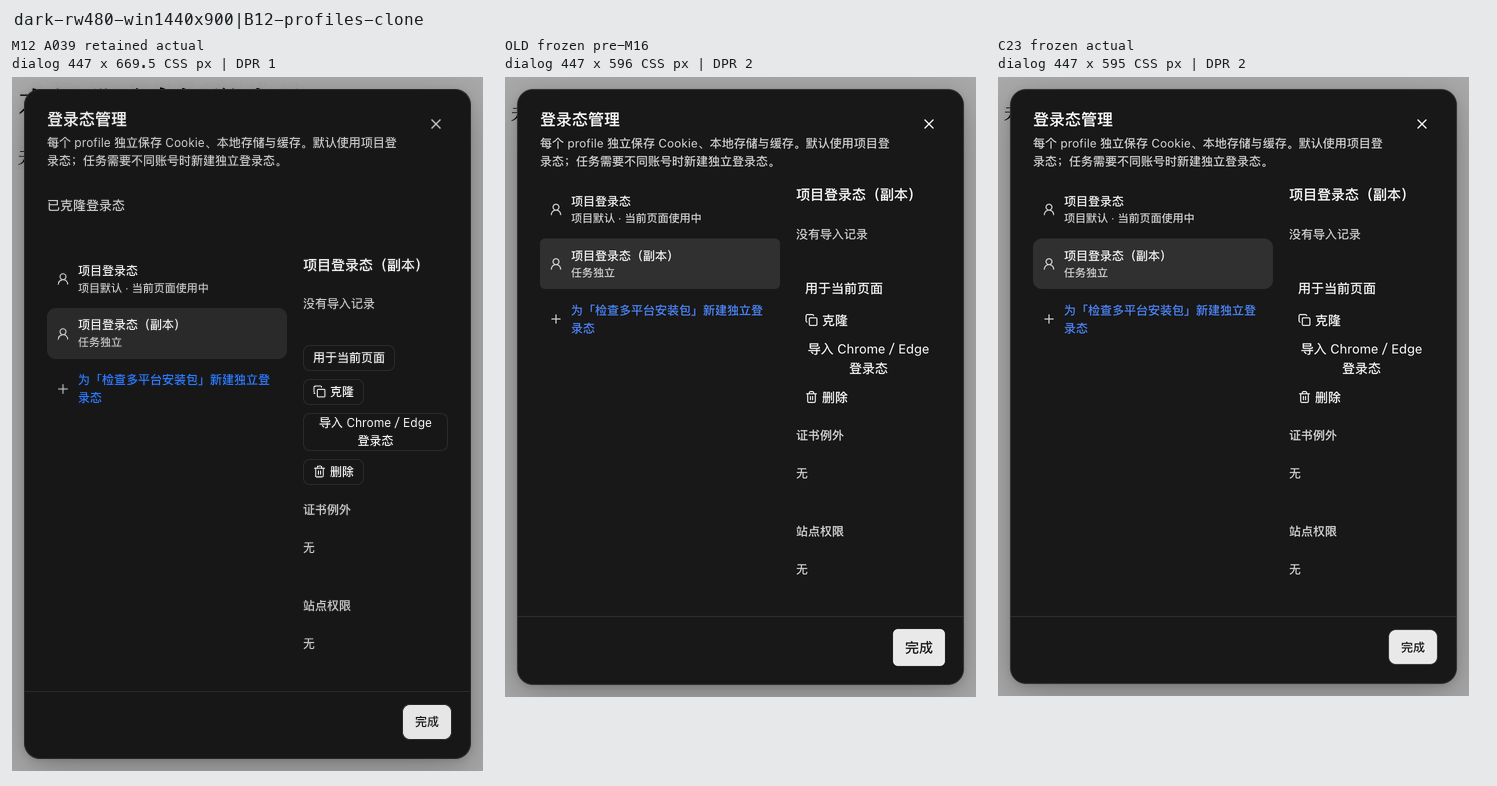 dark-rw480-win1440x900|B12-profiles-clone
M12 A039 retained actual
dialog 447 x 669.5 CSS px | DPR 1
登录态管理
每个 profile 独立保存 Cookie、本地存储与缓存。默认使用项目登
录态；任务需要不同账号时新建独立登录态。
已克隆登录态
项目登录态
项目默认 · 当前页面使用中
项目登录态（副本）
任务独立
为「检查多平台安装包」新建独立登
录态
项目登录态（副本）
没有导入记录
用于当前页面
克隆
导入 Chrome / Edge
登录态
删除
证书例外
无
站点权限
无
完成
OLD frozen pre-M16
dialog 447 x 596 CSS px | DPR 2
登录态管理
每个 profile 独立保存 Cookie、本地存储与缓存。默认使用项目登
录态；任务需要不同账号时新建独立登录态。
项目登录态
项目默认 · 当前页面使用中
项目登录态（副本）
任务独立
为「检查多平台安装包」新建独立登
录态
项目登录态（副本）
没有导入记录
用于当前页面
克隆
导入 Chrome / Edge
登录态
删除
证书例外
无
站点权限
无
完成
C23 frozen actual
dialog 447 x 595 CSS px | DPR 2
登录态管理
每个 profile 独立保存 Cookie、本地存储与缓存。默认使用项目登
录态；任务需要不同账号时新建独立登录态。
项目登录态
项目默认 · 当前页面使用中
项目登录态（副本）
任务独立
为「检查多平台安装包」新建独立登
录态
项目登录态（副本）
没有导入记录
用于当前页面
克隆
导入 Chrome / Edge
登录态
删除
证书例外
无
站点权限
无
完成